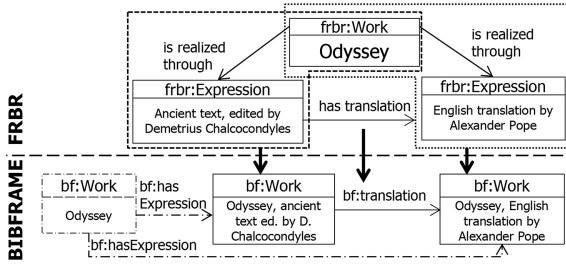 frbr:Work
Odyssey
is realized
through
is realized
through
frbr:Expression
Ancient text, edited by
Demetrius Chalcocondyles
has translation
frbr:Expression
English translation by
Alexander Pope
FRBR
BIBFRAME
bf:Work
Odyssey
bf:has
Expression
bf:Work
Odyssey, ancient
text ed. by D.
Chalcocondyles
bf:translation
bf:Work
Odyssey, English
translation by
Alexander Pope
bf:hasExpression